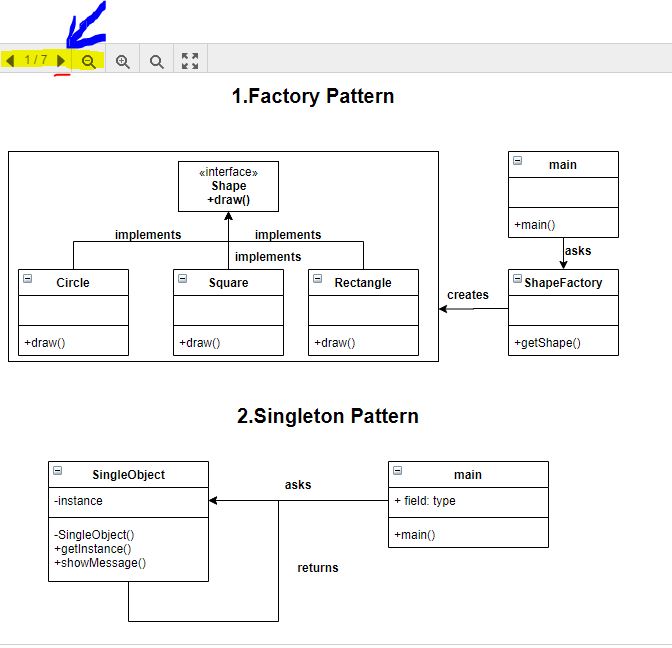 1 / 7
1.Factory Pattern
«interface»
Shape
+draw()
implements
implements
implements
Circle
+draw()
Square
+draw()
Rectangle
+draw()
main
+main()
asks
ShapeFactory
+getShape()
creates
2.Singleton Pattern
SingleObject
-instance
-SingleObject()
+getInstance()
+showMessage()
asks
returns
main
+ field: type
+main()